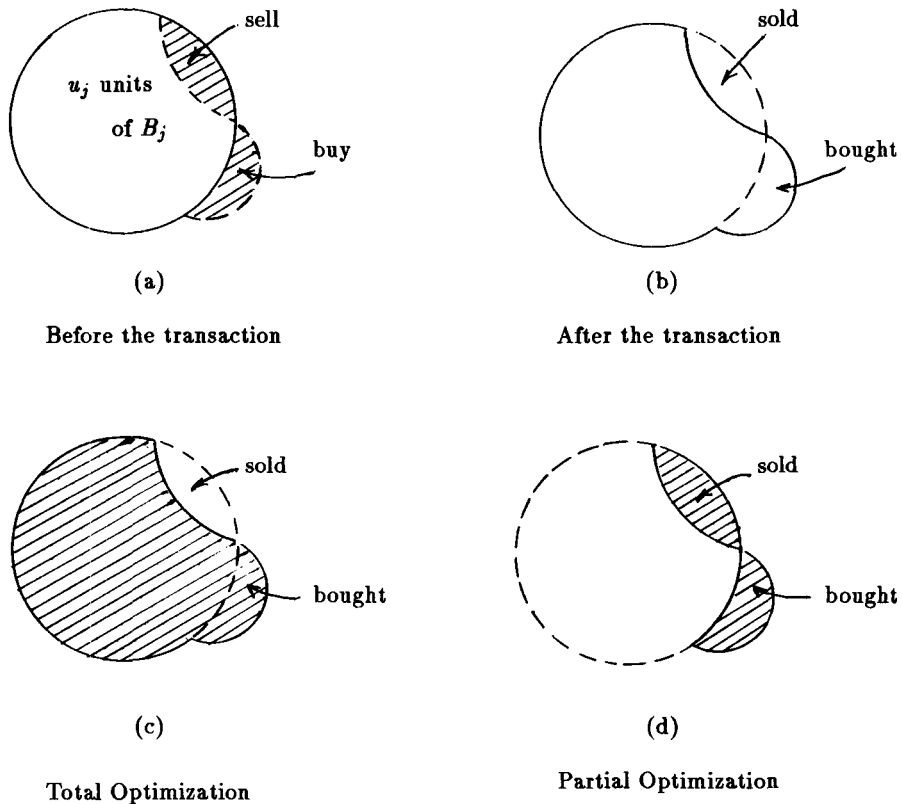 sell
u_j units
of B_j
buy
(a)
Before the transaction
sold
bought
(b)
After the transaction
sold
bought
(c)
Total Optimization
sold
bought
(d)
Partial Optimization